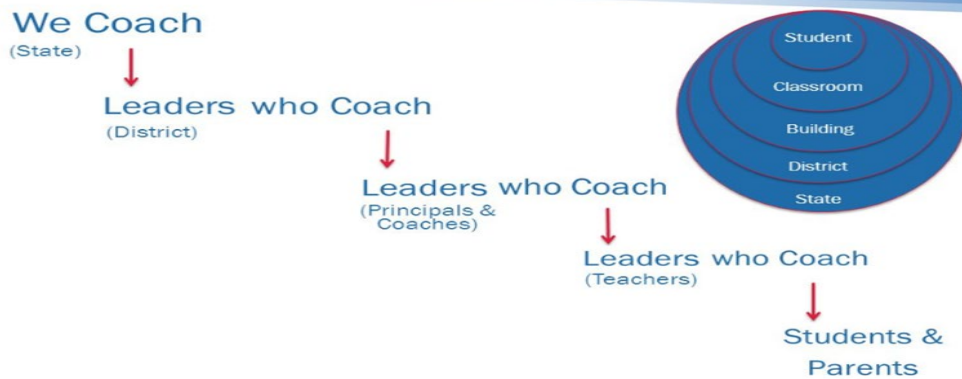 We Coach
(State)
Leaders who Coach
(District)
Leaders who Coach
(Principals &
Coaches)
Leaders who Coach
(Teachers)
Students &
Parents
Student
Classroom
Building
District
State